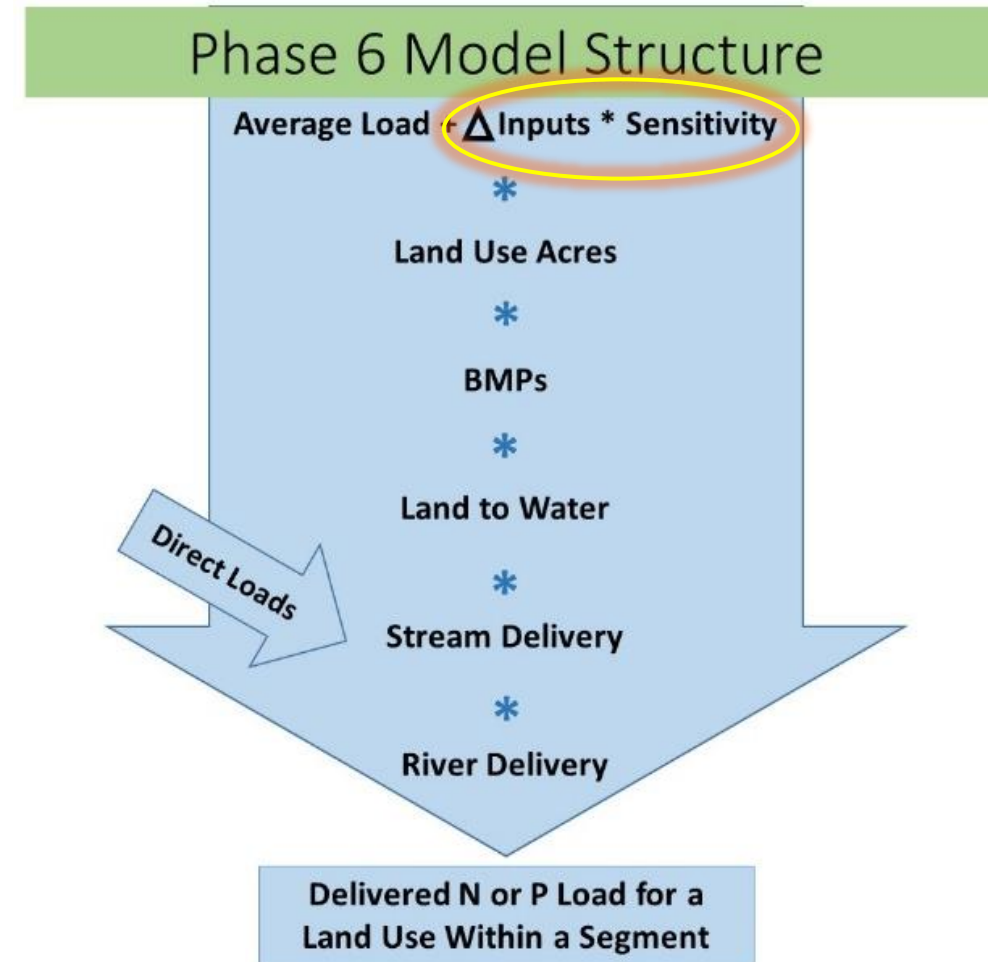 Phase 6 Model Structure
Average Load + Δ Inputs * Sensitivity
*
Land Use Acres
*
BMPs
*
Land to Water
Direct Loads
*
Stream Delivery
*
River Delivery
Delivered N or P Load for a
Land Use Within a Segment